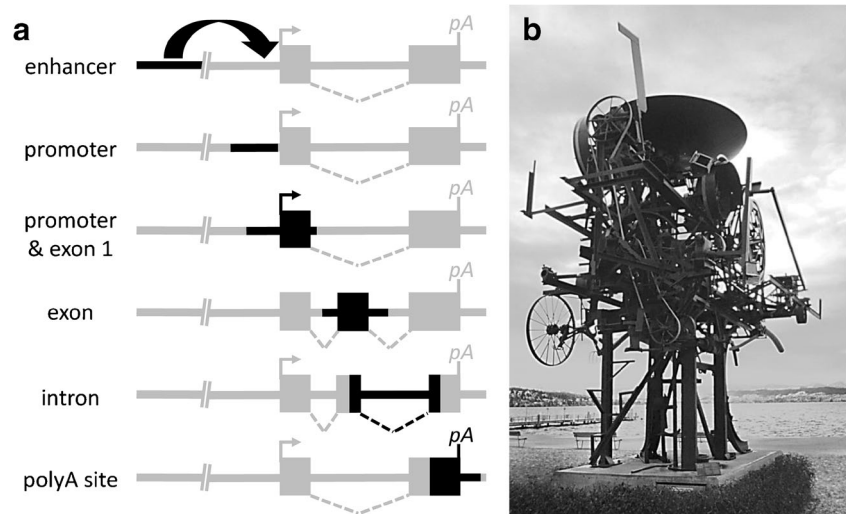 a
pA
enhancer
pA
promoter
pA
promoter
& exon 1
pA
exon
pA
intron
pA
polyA site
b